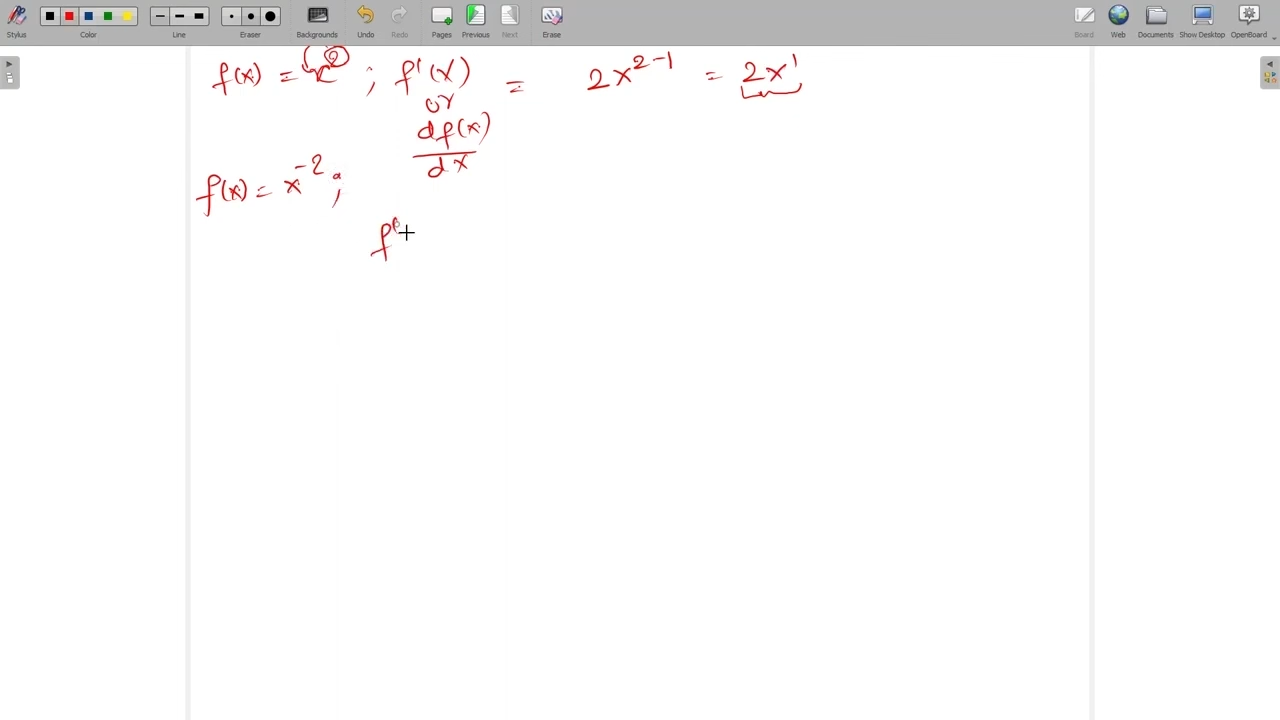 Stylus Color Line Eraser Backgrounds Undo Redo Pages Previous Next Erase Board Web Documents Show Desktop OpenBoard
f(x) = x² ; f'(x) = 2x²⁻¹ = 2x¹
or
df(x)
dx
f(x) = x⁻² ;
f'